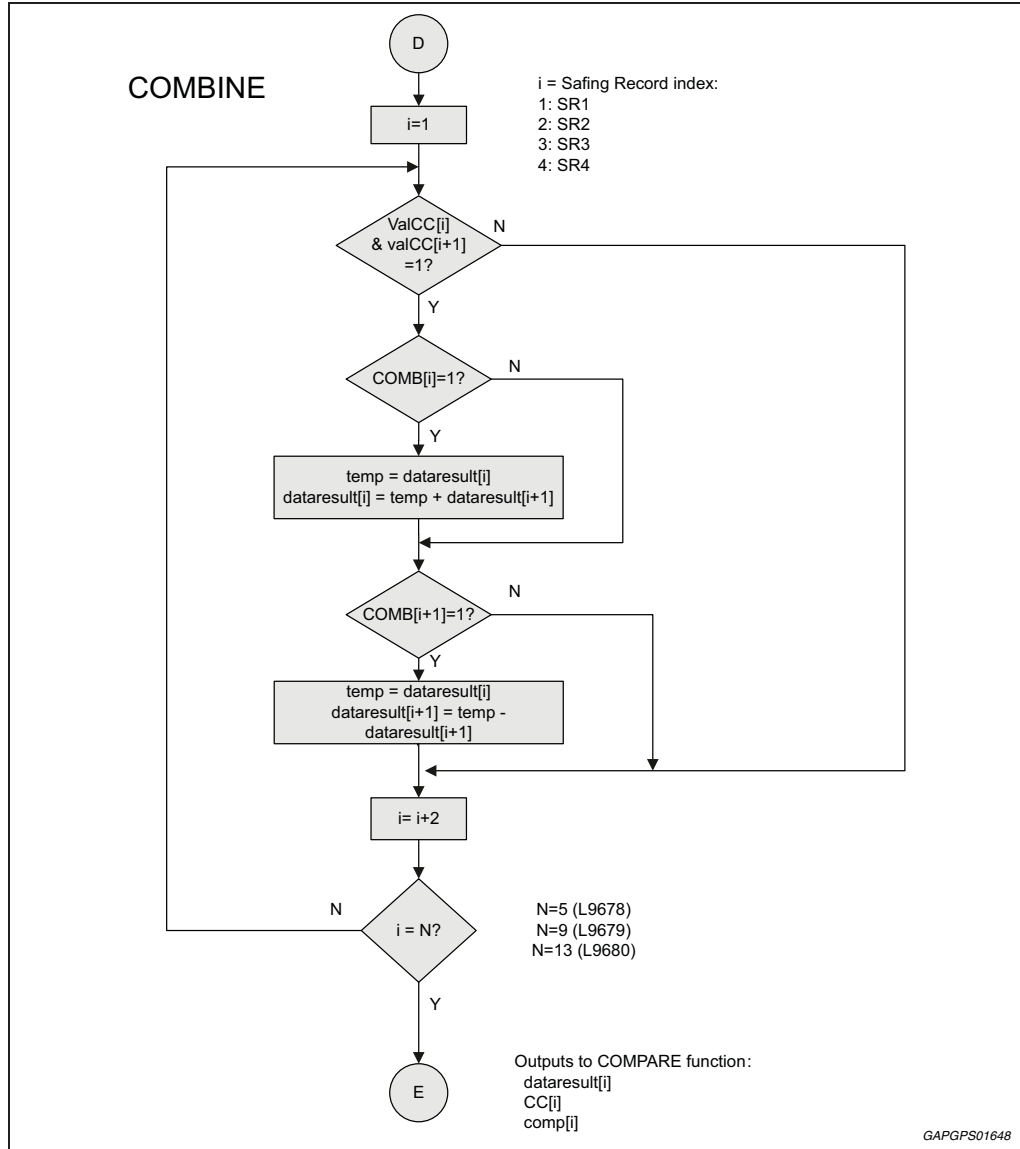 D
COMBINE
i = Safing Record index:
1: SR1
2: SR2
3: SR3
4: SR4
i=1
ValCC[i]
& valCC[i+1]
=1?
N
Y
COMB[i]=1?
N
Y
temp = dataresult[i]
dataresult[i] = temp + dataresult[i+1]
COMB[i+1]=1?
N
Y
temp = dataresult[i]
dataresult[i+1] = temp -
dataresult[i+1]
i= i+2
N
i = N?
N=5 (L9678)
N=9 (L9679)
N=13 (L9680)
Y
E
Outputs to COMPARE function:
dataresult[i]
CC[i]
comp[i]
GAPGPS01648